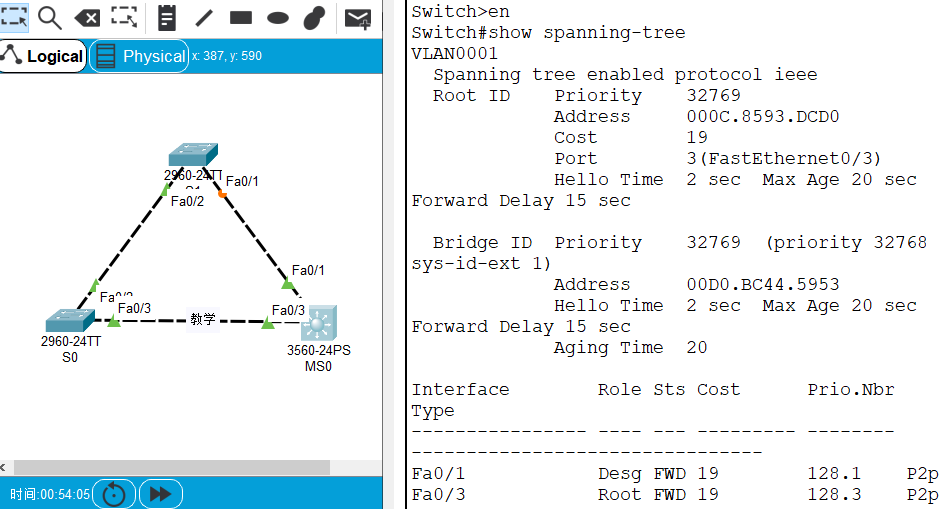 Logical
Physical
x: 387, y: 590
2960-24TT
Fa0/1
Fa0/2
Fa0/1
Fa0/3
教学
Fa0/3
2960-24TT
S0
3560-24PS
MS0
时间:00:54:05
Switch>en
Switch#show spanning-tree
VLAN0001
Spanning tree enabled protocol ieee
Root ID Priority 32769
Address 000C.8593.DCD0
Cost 19
Port 3(FastEthernet0/3)
Hello Time 2 sec Max Age 20 sec
Forward Delay 15 sec
Bridge ID Priority 32769 (priority 32768
sys-id-ext 1)
Address 00D0.BC44.5953
Hello Time 2 sec Max Age 20 sec
Forward Delay 15 sec
Aging Time 20
Interface Role Sts Cost Prio.Nbr
Type
---------------- ---- --- --------- --------
--------------------------------
Fa0/1 Desg FWD 19 128.1 P2p
Fa0/3 Root FWD 19 128.3 P2p